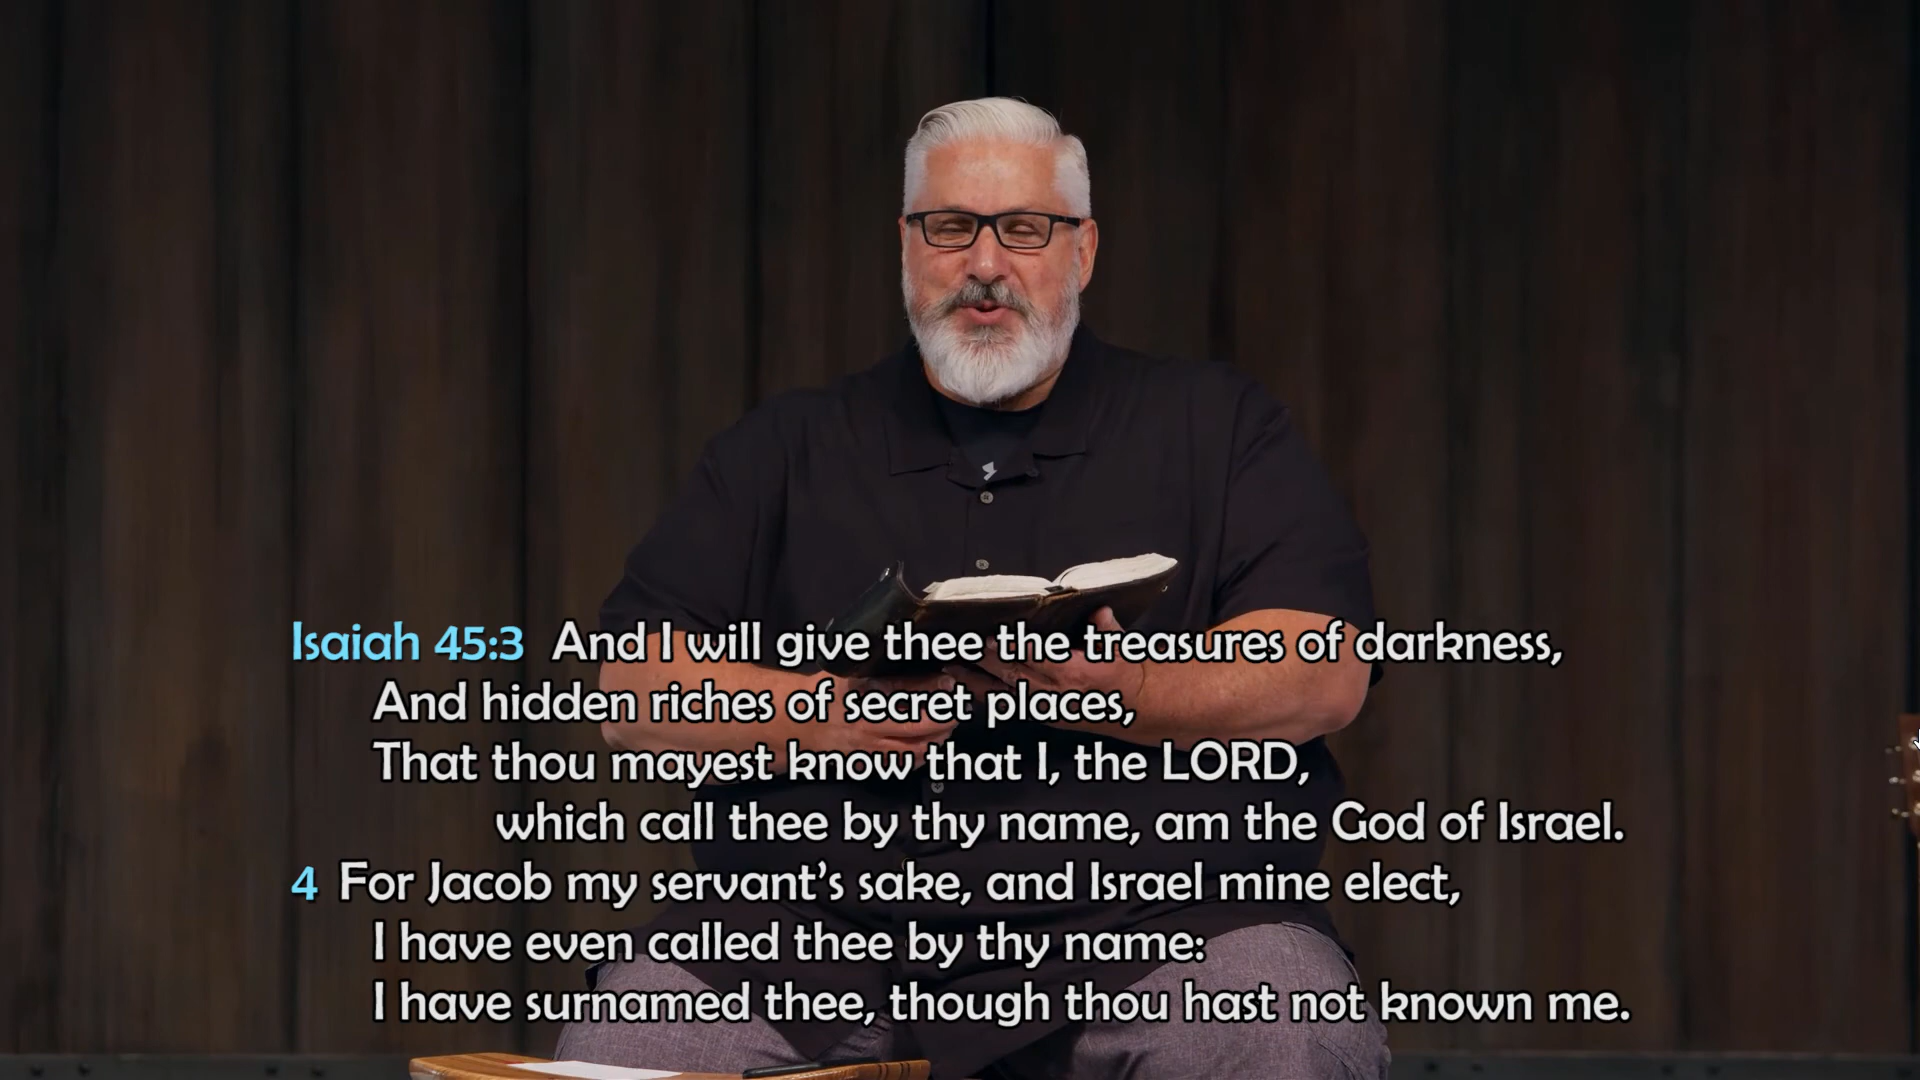 Isaiah 45:3 And I will give thee the treasures of darkness,
And hidden riches of secret places,
That thou mayest know that I, the LORD,
which call thee by thy name, am the God of Israel.
4 For Jacob my servant’s sake, and Israel mine elect,
I have even called thee by thy name:
I have surnamed thee, though thou hast not known me.